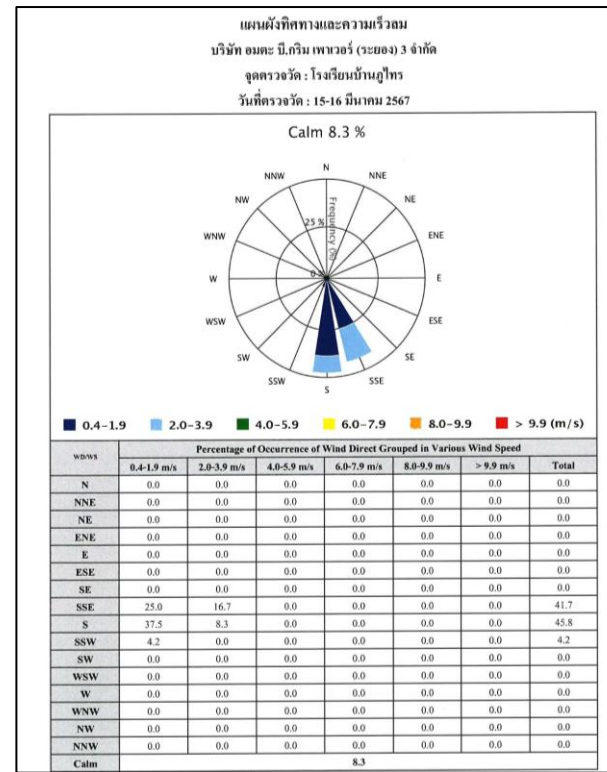 แผนผังทิศทางและความเร็วลม
บริษัท อมตะ บี.กริม เพาเวอร์ (ระยอง) 3 จำกัด
จุดตรวจวัด : โรงเรียนบ้านภูไทร
วันที่ตรวจวัด : 15-16 มีนาคม 2567
Calm 8.3 %
N
NNW NNE
NW NE
25 %
Frequency (%)
WNW ENE
0 %
W E
WSW ESE
SW SE
SSW SSE
S
0.4-1.9 2.0-3.9 4.0-5.9 6.0-7.9 8.0-9.9 > 9.9 (m/s)
WD/WS Percentage of Occurrence of Wind Direct Grouped in Various Wind Speed
0.4-1.9 m/s 2.0-3.9 m/s 4.0-5.9 m/s 6.0-7.9 m/s 8.0-9.9 m/s > 9.9 m/s Total
N 0.0 0.0 0.0 0.0 0.0 0.0 0.0
NNE 0.0 0.0 0.0 0.0 0.0 0.0 0.0
NE 0.0 0.0 0.0 0.0 0.0 0.0 0.0
ENE 0.0 0.0 0.0 0.0 0.0 0.0 0.0
E 0.0 0.0 0.0 0.0 0.0 0.0 0.0
ESE 0.0 0.0 0.0 0.0 0.0 0.0 0.0
SE 0.0 0.0 0.0 0.0 0.0 0.0 0.0
SSE 25.0 16.7 0.0 0.0 0.0 0.0 41.7
S 37.5 8.3 0.0 0.0 0.0 0.0 45.8
SSW 4.2 0.0 0.0 0.0 0.0 0.0 4.2
SW 0.0 0.0 0.0 0.0 0.0 0.0 0.0
WSW 0.0 0.0 0.0 0.0 0.0 0.0 0.0
W 0.0 0.0 0.0 0.0 0.0 0.0 0.0
WNW 0.0 0.0 0.0 0.0 0.0 0.0 0.0
NW 0.0 0.0 0.0 0.0 0.0 0.0 0.0
NNW 0.0 0.0 0.0 0.0 0.0 0.0 0.0
Calm 8.3